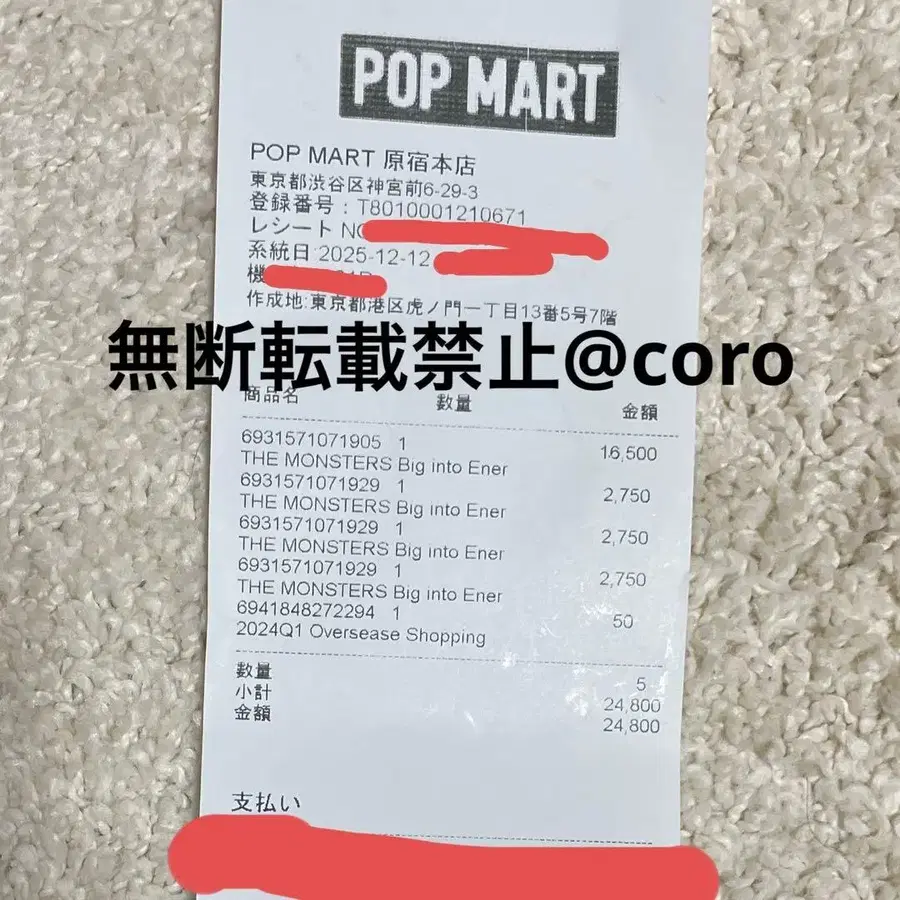 POP MART
POP MART 原宿本店
東京都渋谷区神宮前6-29-3
登録番号：T8010001210671
レシート
系統日:2025-12-12
機
作成地:東京都港区虎ノ門一丁目13番5号7階
無断転載禁止@coro
商品名 数量 金額
6931571071905 1 16,500
THE MONSTERS Big into Ener
6931571071929 1 2,750
THE MONSTERS Big into Ener
6931571071929 1 2,750
THE MONSTERS Big into Ener
6931571071929 1 2,750
THE MONSTERS Big into Ener
6941848272294 1 50
2024Q1 Oversease Shopping
数量 5
小計 24,800
金額 24,800
支払い